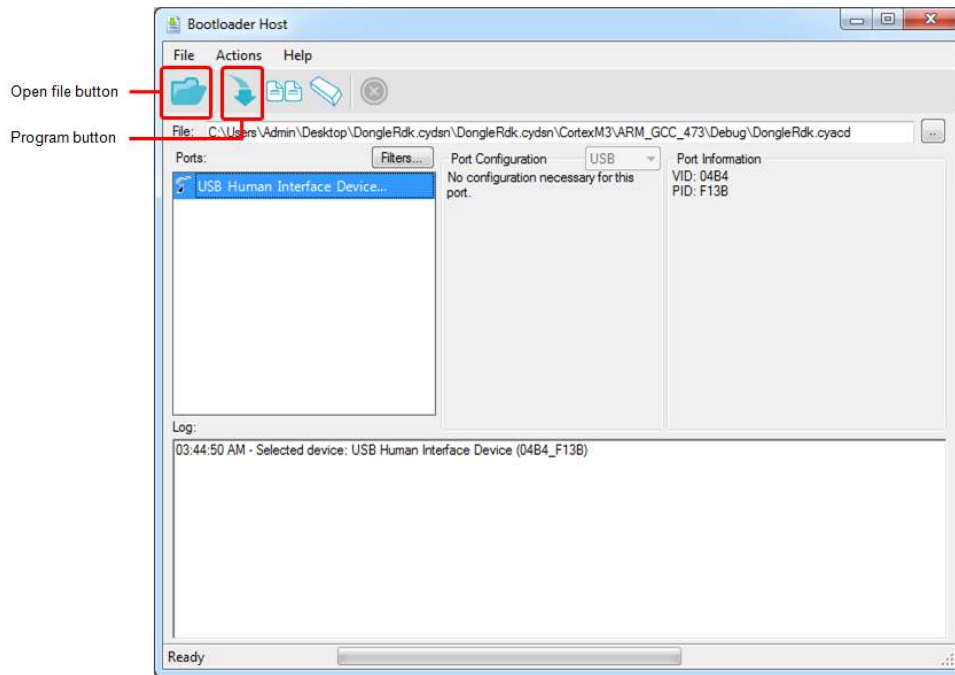 Bootloader Host
File Actions Help
Open file button
Program button
File: C:\Users\Admin\Desktop\DongleRdk.cydsn\DongleRdk.cydsn\CortexM3\ARM_GCC_473\Debug\DongleRdk.cyacd ..
Ports: Filters...
USB Human Interface Device...
Port Configuration USB
No configuration necessary for this
port.
Port Information
VID: 04B4
PID: F13B
Log:
03:44:50 AM - Selected device: USB Human Interface Device (04B4_F13B)
Ready